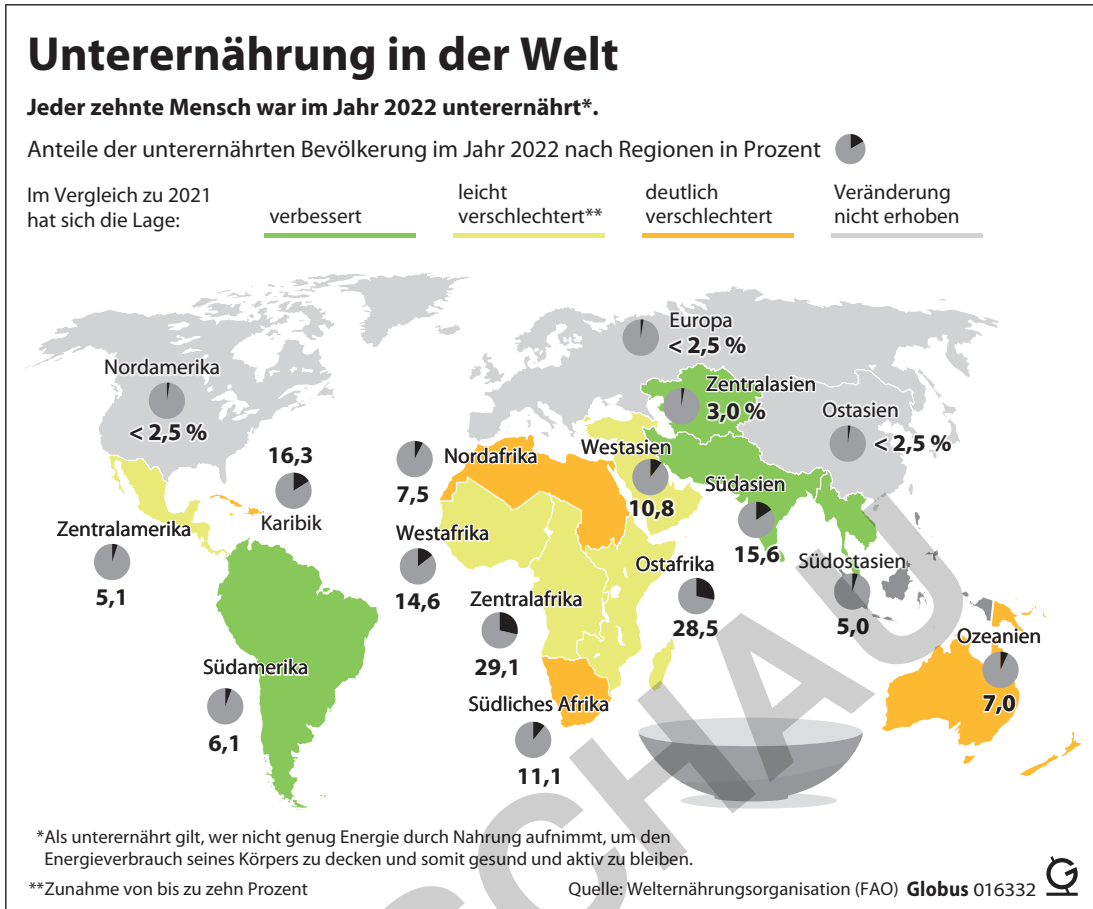 Unterernährung in der Welt
Jeder zehnte Mensch war im Jahr 2022 unterernährt*.
Anteile der unterernährten Bevölkerung im Jahr 2022 nach Regionen in Prozent
Im Vergleich zu 2021
hat sich die Lage:
verbessert
leicht
verschlechtert**
deutlich
verschlechtert
Veränderung
nicht erhoben
Nordamerika
< 2,5 %
Europa
< 2,5 %
Zentralasien
3,0 %
Ostasien
< 2,5 %
16,3
Karibik
Nordafrika
7,5
Westasien
10,8
Südasien
15,6
Zentralamerika
5,1
Westafrika
14,6
Ostafrika
28,5
Südostasien
5,0
Zentralafrika
29,1
Ozeanien
7,0
Südamerika
6,1
Südliches Afrika
11,1
SCHAU
*Als unterernährt gilt, wer nicht genug Energie durch Nahrung aufnimmt, um den
Energieverbrauch seines Körpers zu decken und somit gesund und aktiv zu bleiben.
**Zunahme von bis zu zehn Prozent
Quelle: Welternährungsorganisation (FAO) Globus 016332